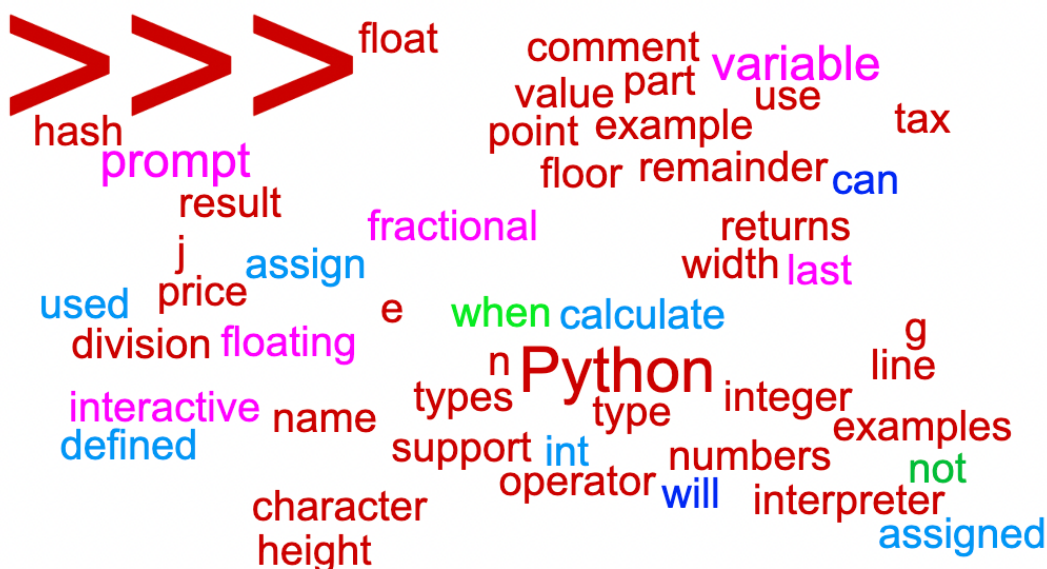 >>> float
comment variable
value part use
hash point example tax
prompt floor remainder can
result
fractional returns
j assign width last
used price e when calculate
division floating g
n Python line
interactive name types type integer
defined support int numbers examples
operator will not
character interpreter
height assigned